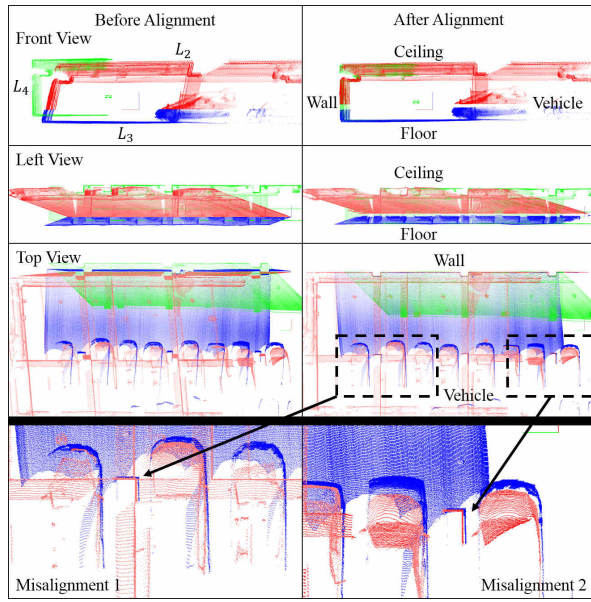 Before Alignment
After Alignment
Front View
L₂
L₄
L₃
Ceiling
Wall
Vehicle
Floor
Left View
Ceiling
Floor
Top View
Wall
Vehicle
Misalignment 1
Misalignment 2